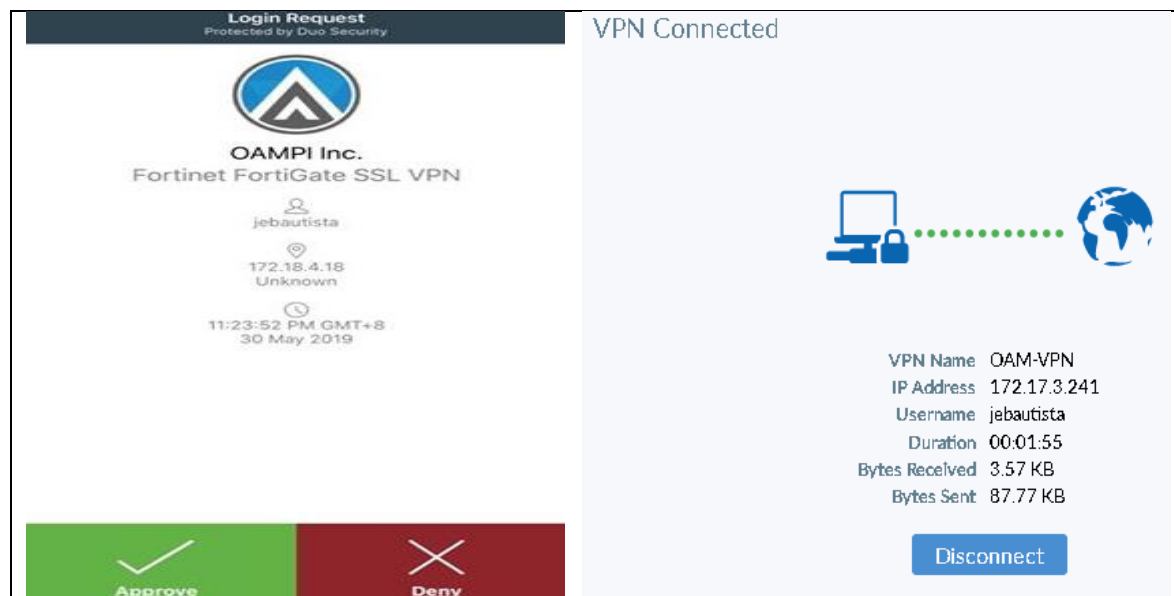 Login Request
Protected by Duo Security
OAMPI Inc.
Fortinet FortiGate SSL VPN
jebautista
172.18.4.18
Unknown
11:23:52 PM GMT+8
30 May 2019
Approve
Deny
VPN Connected
VPN Name OAM-VPN
IP Address 172.17.3.241
Username jebautista
Duration 00:01:55
Bytes Received 3.57 KB
Bytes Sent 87.77 KB
Disconnect